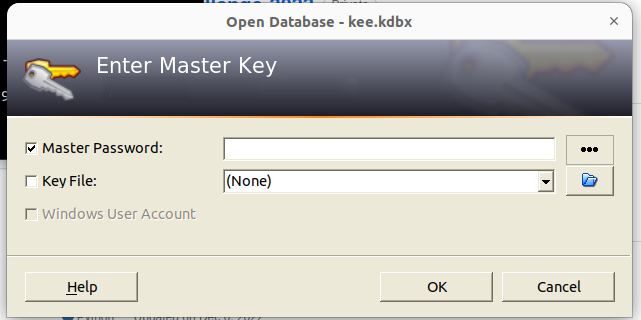 Open Database - kee.kdbx
Enter Master Key
Master Password:
Key File:
(None)
Windows User Account
Help
OK
Cancel